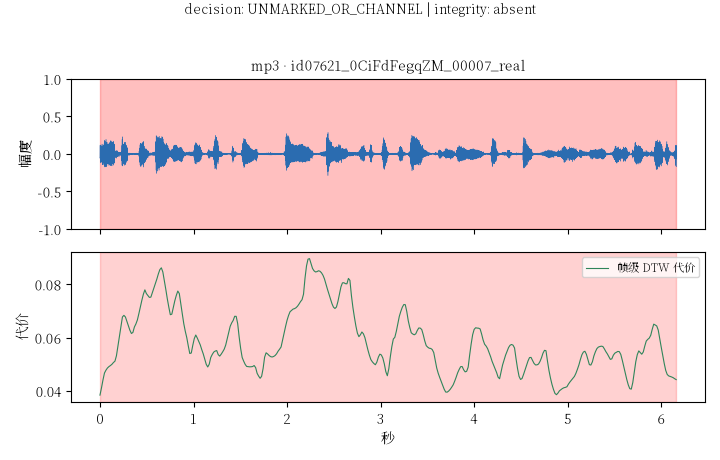 decision: UNMARKED_OR_CHANNEL | integrity: absent
mp3 · id07621_0CiFdFegqZM_00007_real
1.0
0.5
0.0
-0.5
-1.0
幅度
帧级 DTW 代价
0.08
0.06
0.04
代价
0 1 2 3 4 5 6
秒